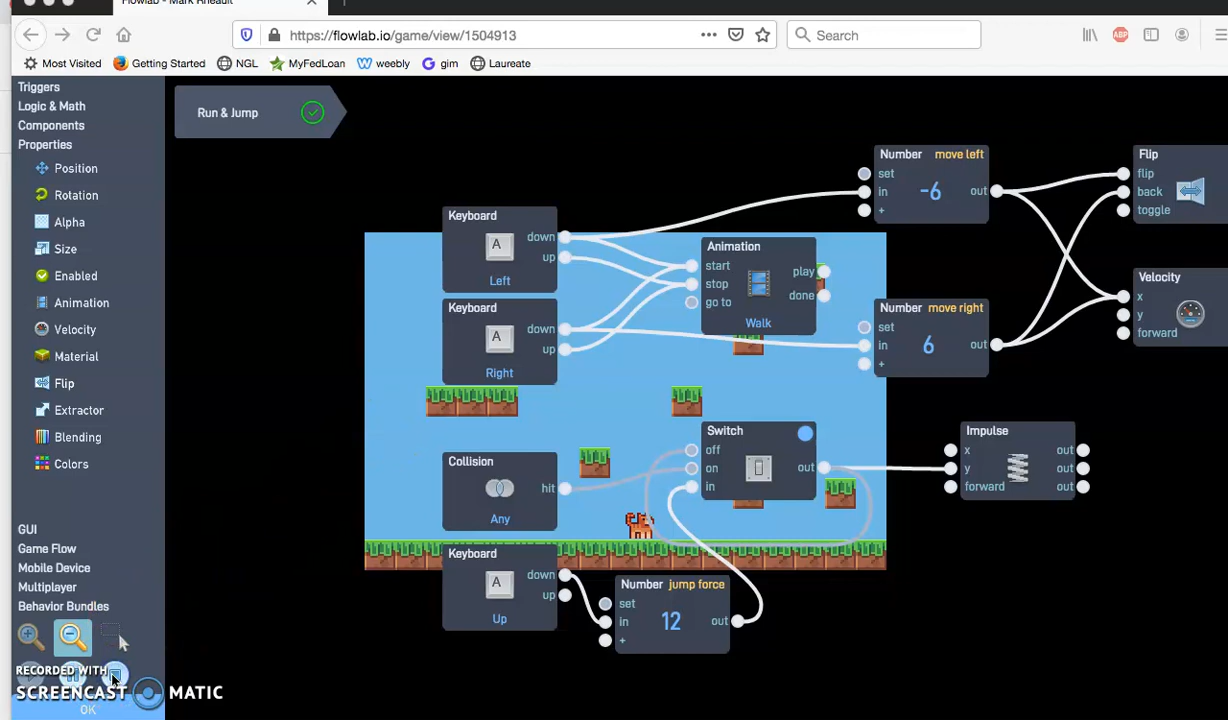 Flowlab - Mark Rheault
https://flowlab.io/game/view/1504913
Search
ABP
Most Visited
Getting Started
NGL
MyFedLoan
weebly
gim
Laureate
Triggers
Logic & Math
Components
Properties
Position
Rotation
Alpha
Size
Enabled
Animation
Velocity
Material
Flip
Extractor
Blending
Colors
GUI
Game Flow
Mobile Device
Multiplayer
Behavior Bundles
RECORDED WITH
SCREENCAST MATIC
OK
Run & Jump
Keyboard
A
down
up
Left
Keyboard
A
down
up
Right
Animation
start
stop
go to
play
done
Walk
Number move left
set
in
+
-6
out
Number move right
set
in
+
6
out
Flip
flip
back
toggle
Velocity
x
y
forward
Collision
hit
Any
Switch
off
on
in
out
Impulse
x
y
forward
out
out
out
Keyboard
A
down
up
Up
Number jump force
set
in
+
12
out